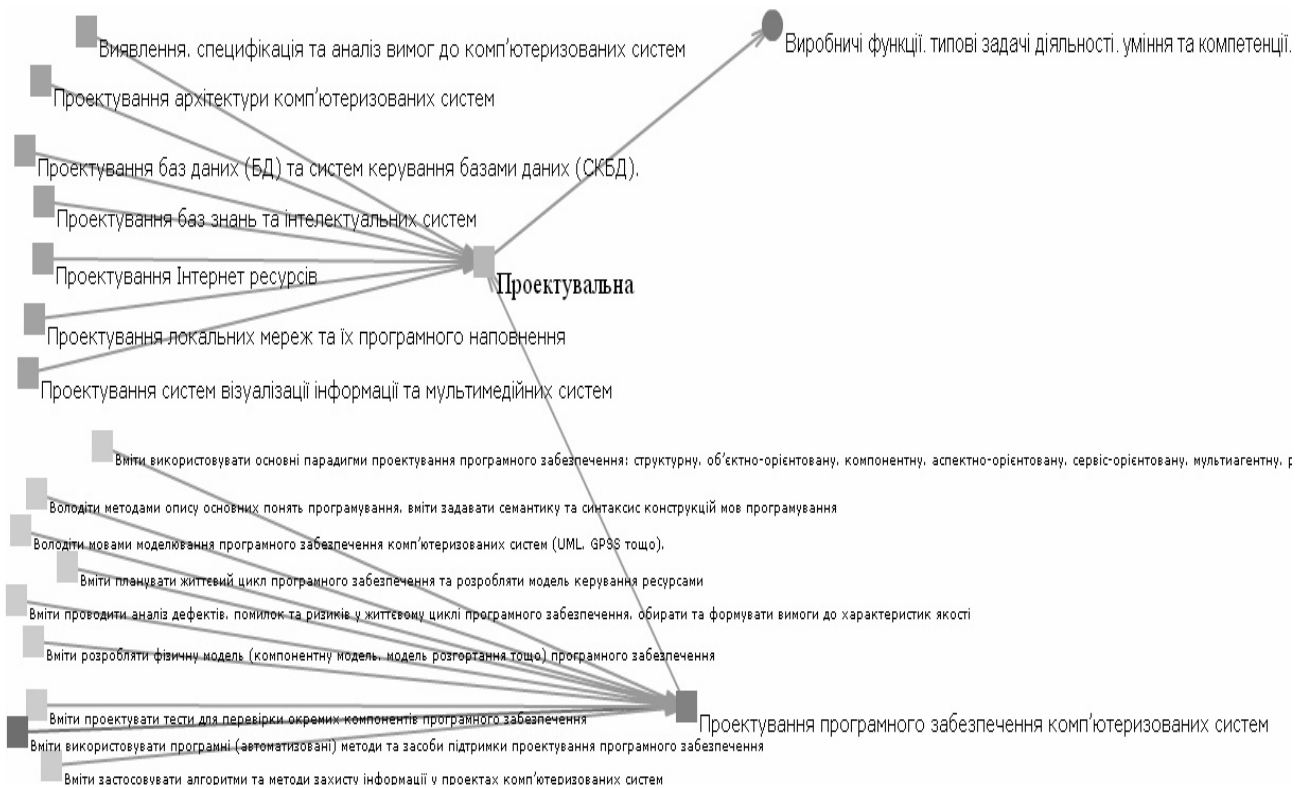 Виявлення. специфікація та аналіз вимог до комп'ютеризованих систем
Виробничі функції. типові задачі діяльності. уміння та компетенції.
Проектування архітектури комп'ютеризованих систем
Проектування баз даних (БД) та систем керування базами даних (СКБД).
Проектування баз знань та інтелектуальних систем
Проектування Інтернет ресурсів
Проектувальна
Проектування локальних мереж та їх програмного наповнення
Проектування систем візуалізації інформації та мультимедійних систем
Вміти використовувати основні парадигми проектування програмного забезпечення: структурну. об'єктно-орієнтовану. компонентну. аспектно-орієнтовану. сервіс-орієнтовану. мультиагентну.
Володіти методами опису основних понять програмування. вміти задавати семантику та синтаксис конструкцій мов програмування
Володіти мовами моделювання програмного забезпечення комп'ютеризованих систем (UML. GPSS тощо).
Вміти планувати життєвий цикл програмного забезпечення та розробляти модель керування ресурсами
Вміти проводити аналіз дефектів. помилок та ризиків у життєвому циклі програмного забезпечення. обирати та формувати вимоги до характеристик якості
Вміти розробляти фізичну модель (компонентну модель. модель розгортання тощо) програмного забезпечення
Вміти проектувати тести для перевірки окремих компонентів програмного забезпечення
Проектування програмного забезпечення комп'ютеризованих систем
Вміти використовувати програмні (автоматизовані) методи та засоби підтримки проектування програмного забезпечення
Вміти застосовувати алгоритми та методи захисту інформації у проектах комп'ютеризованих систем